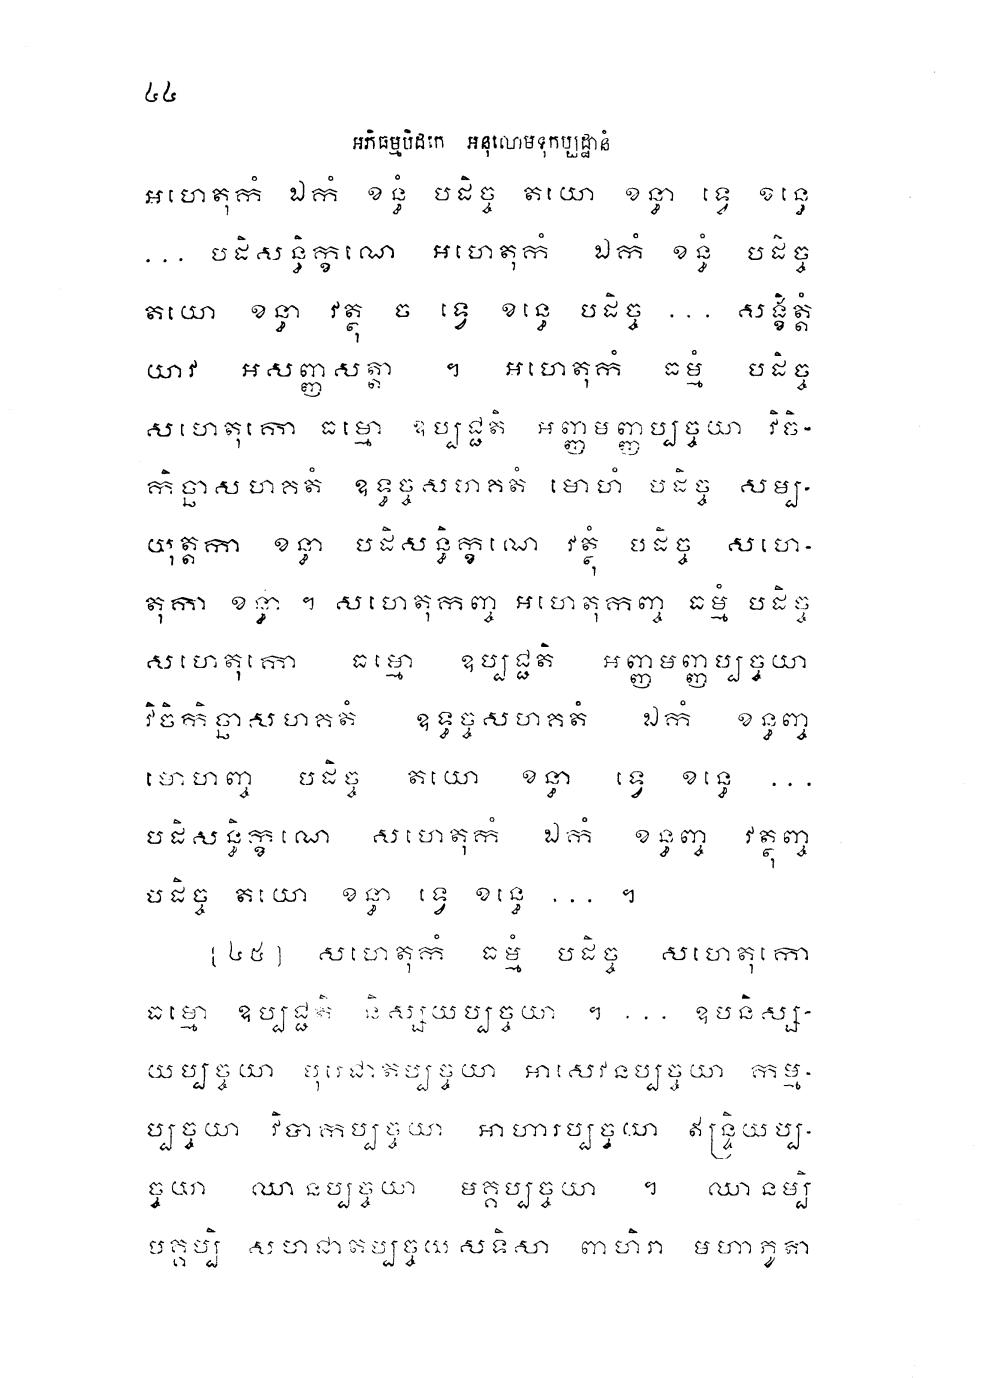 ៤៤
អភិធម្មបិដកេ អនុលោមទុកប្បដ្ឋានំ
អហេតុកំ ឯកំ ខន្ធំ បដិច្ច តយោ ខន្ធា ទ្វេ ខន្ធេ
... បដិសន្ធិក្ខណេ អហេតុកំ ឯកំ ខន្ធំ បដិច្ច
តយោ ខន្ធា វត្ថុ ច ទ្វេ ខន្ធេ បដិច្ច ... សង្ខិត្តំ
យាវ អសញ្ញសត្តា ។ អហេតុកំ ធម្មំ បដិច្ច
សហេតុកោ ធម្មោ ឧប្បជ្ជតិ អញ្ញមញ្ញប្បច្ចយា វិចិ-
កិច្ឆាសហគតំ ឧទ្ធច្ចសហគតំ មោហំ បដិច្ច សម្ប-
យុត្តកា ខន្ធា បដិសន្ធិក្ខណេ វត្ថុំ បដិច្ច សហេ-
តុកា ខន្ធា ។ សហេតុកញ្ច អហេតុកញ្ច ធម្មំ បដិច្ច
សហេតុកោ ធម្មោ ឧប្បជ្ជតិ អញ្ញមញ្ញប្បច្ចយា
វិចិកិច្ឆាសហគតំ ឧទ្ធច្ចសហគតំ ឯកំ ខន្ធញ្ច
មោហញ្ច បដិច្ច តយោ ខន្ធា ទ្វេ ខន្ធេ ...
បដិសន្ធិក្ខណេ សហេតុកំ ឯកំ ខន្ធញ្ច វត្ថុញ្ច
បដិច្ច តយោ ខន្ធា ទ្វេ ខន្ធេ ... ។
[៤៥] សហេតុកំ ធម្មំ បដិច្ច សហេតុកោ
ធម្មោ ឧប្បជ្ជតិ និស្សយប្បច្ចយា ។ ... ឧបនិស្ស-
យប្បច្ចយា បុរេជាតប្បច្ចយា អាសេវនប្បច្ចយា កម្ម-
ប្បច្ចយា វិបាកប្បច្ចយា អាហារប្បច្ចយា ឥន្ទ្រិយប្ប-
ច្ចយា ឈានប្បច្ចយា មគ្គប្បច្ចយា ។ ឈានម្បិ
មគ្គប្បិ សហជាតប្បច្ចយសទិសា ពាហិរា មហាភូតា